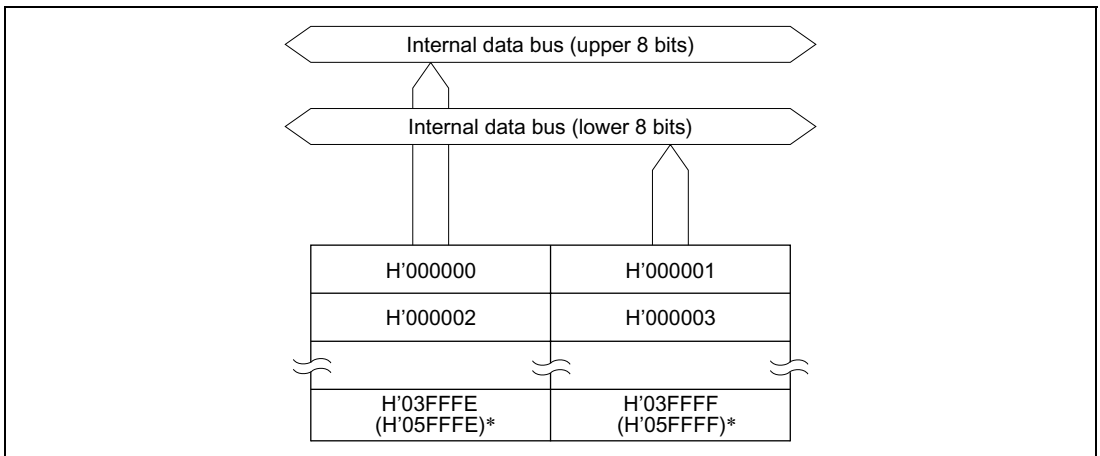 Internal data bus (upper 8 bits)
Internal data bus (lower 8 bits)
H’000000 H’000001
H’000002 H’000003
H’03FFFE H’03FFFF
(H’05FFFE)* (H’05FFFF)*